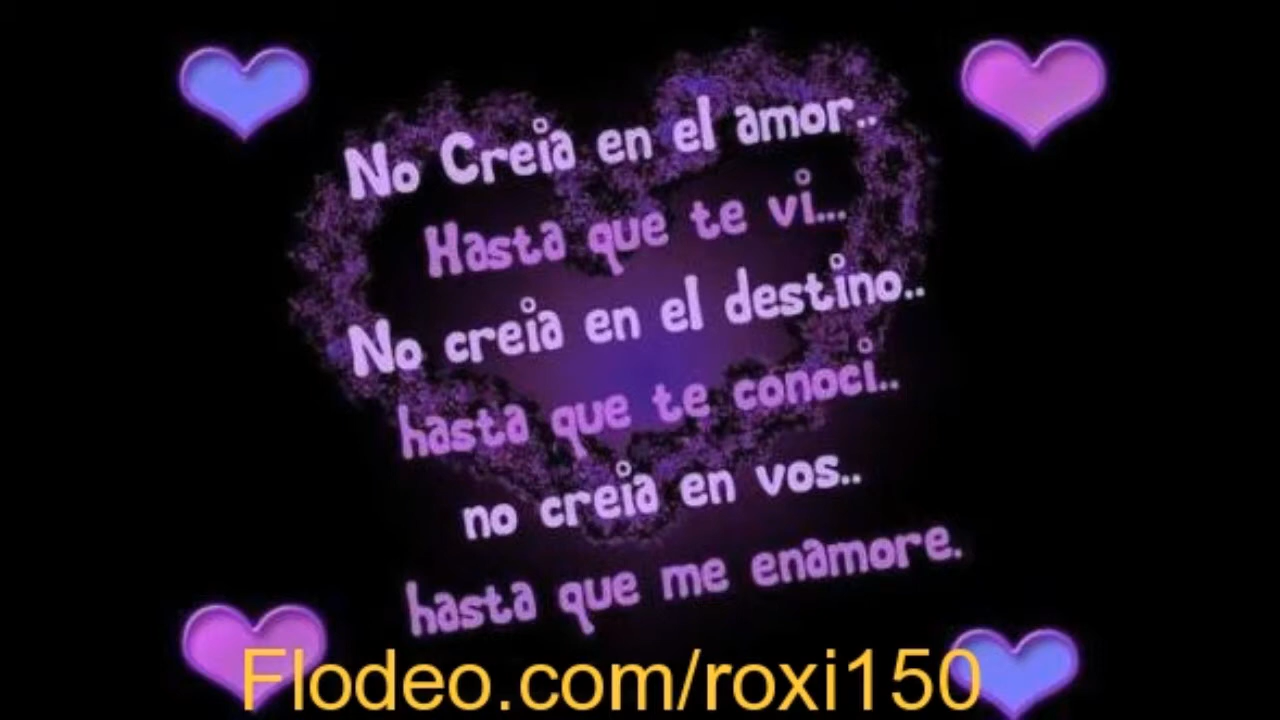 No Creia en el amor..
Hasta que te vi...
No creia en el destino..
hasta que te conoci..
no creia en vos..
hasta que me enamore.
Flodeo.com/roxi150